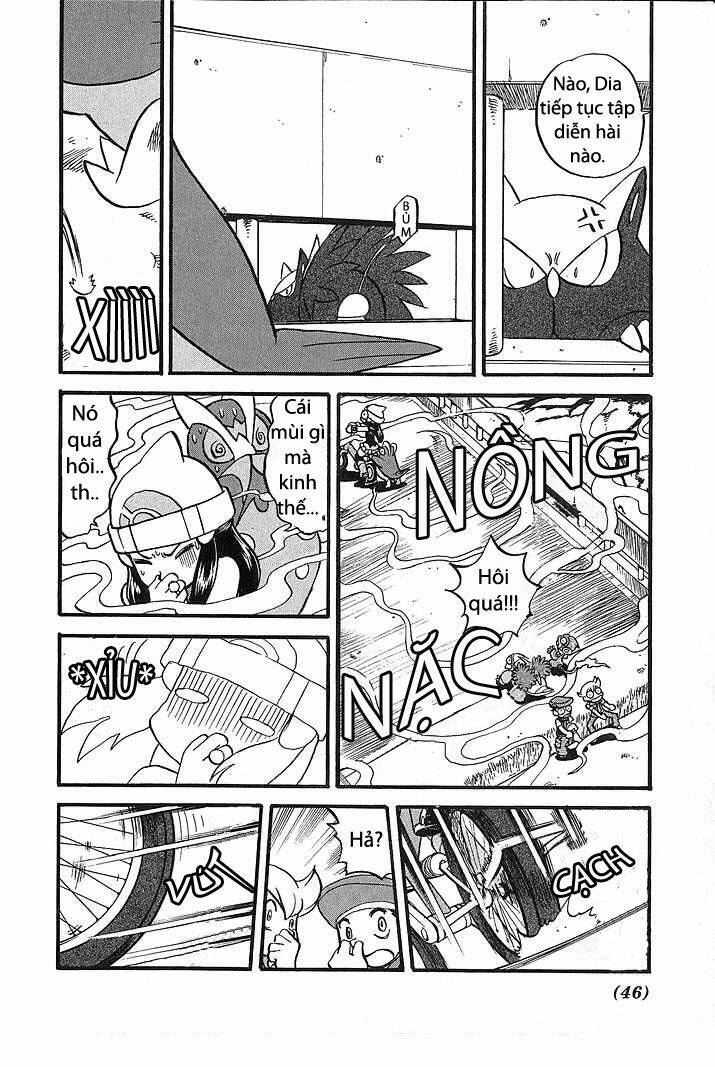 XÌÌÌÌÌ
BÙM
Nào, Dia
tiếp tục tập
diễn hài
nào.
Nó
quá
hôi..
th..
Cái
mùi gì
mà
kinh
thế...
NỒNG
Hôi
quá!!!
NẶC
*XỈU*
VÚT
Hả?
CẠCH
(46)